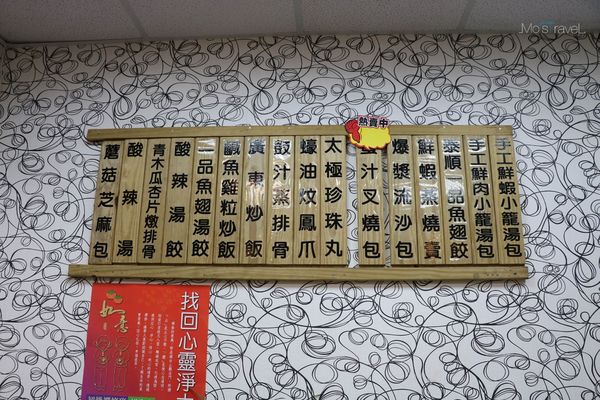 Mo's Travel
熱賣中
手工鮮蝦小籠湯包
手工鮮肉小籠湯包
泰順一品魚翅餃
鮮蝦蒸燒賣
爆漿流沙包
汁叉燒包
太極珍珠丸
蠔油炆鳳爪
豉汁蒸排骨
廣東炒飯
鹹魚雞粒炒飯
一品魚翅湯餃
酸辣湯餃
青木瓜杏片燉排骨
酸辣湯
蘑菇芝麻包
找回心靈淨
如意